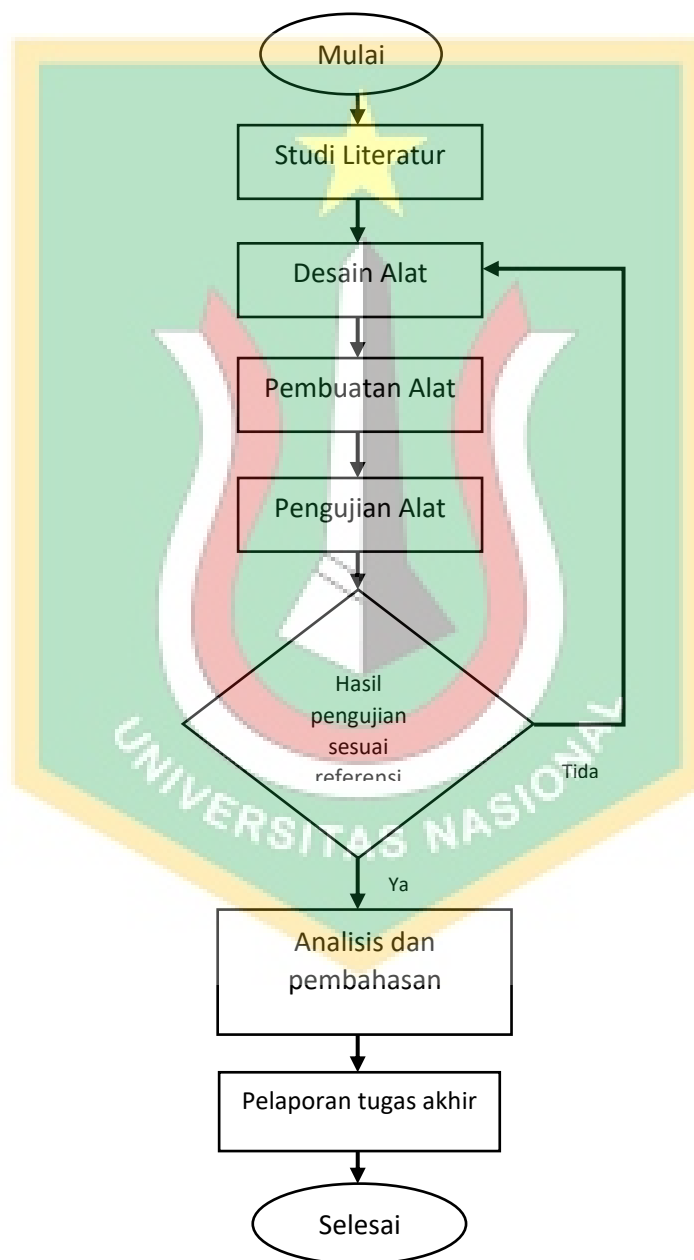 Mulai
Studi Literatur
Desain Alat
Pembuatan Alat
Pengujian Alat
Hasil
pengujian
sesuai
referensi
Tida
UNIVERSITAS NASIONAL
Ya
Analisis dan
pembahasan
Pelaporan tugas akhir
Selesai